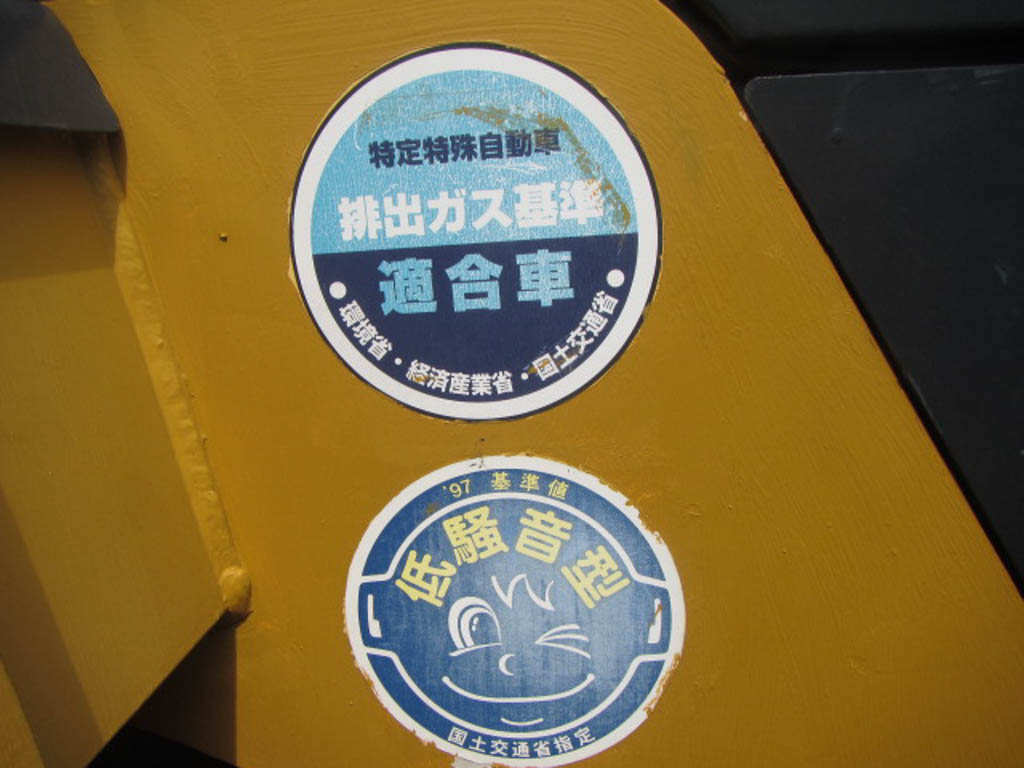 特定特殊自動車
排出ガス基準
適合車
・環境省・経済産業省・国土交通省・
'97 基準値
低騒音型
国土交通省指定